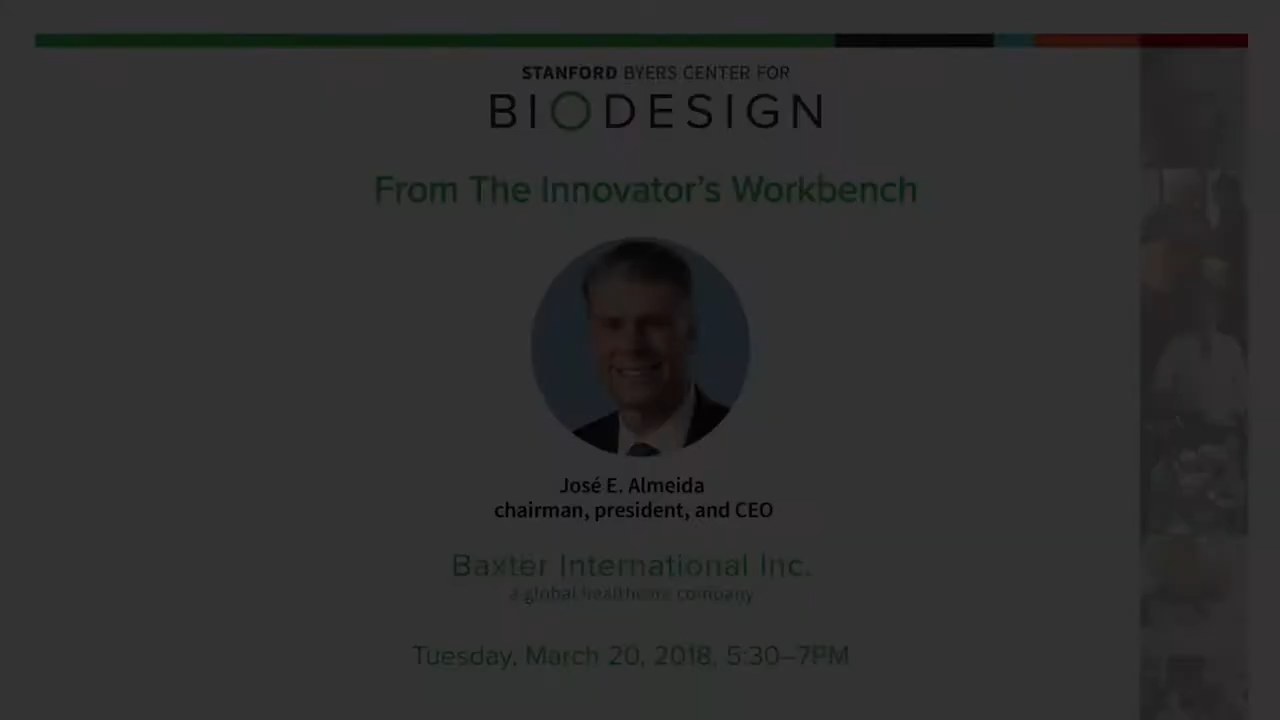 STANFORD BYERS CENTER FOR
BIODESIGN
From The Innovator's Workbench
José E. Almeida
chairman, president, and CEO
Baxter International Inc.
a global healthcare company
Tuesday, March 20, 2018, 5:30–7PM